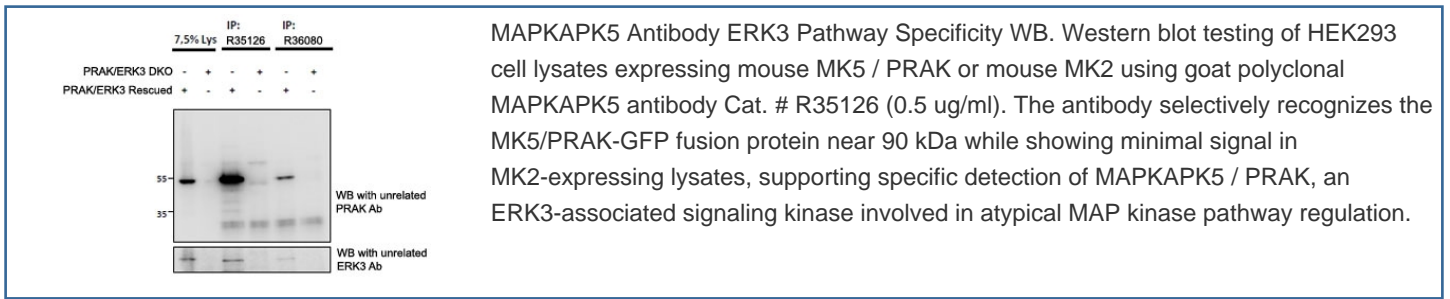 IP: IP:
7.5% Lys R35126 R36080
PRAK/ERK3 DKO - + - + - +
PRAK/ERK3 Rescued + - + - + -
55-
35-
WB with unrelated
PRAK Ab
WB with unrelated
ERK3 Ab
MAPKAPK5 Antibody ERK3 Pathway Specificity WB. Western blot testing of HEK293
cell lysates expressing mouse MK5 / PRAK or mouse MK2 using goat polyclonal
MAPKAPK5 antibody Cat. # R35126 (0.5 ug/ml). The antibody selectively recognizes the
MK5/PRAK-GFP fusion protein near 90 kDa while showing minimal signal in
MK2-expressing lysates, supporting specific detection of MAPKAPK5 / PRAK, an
ERK3-associated signaling kinase involved in atypical MAP kinase pathway regulation.